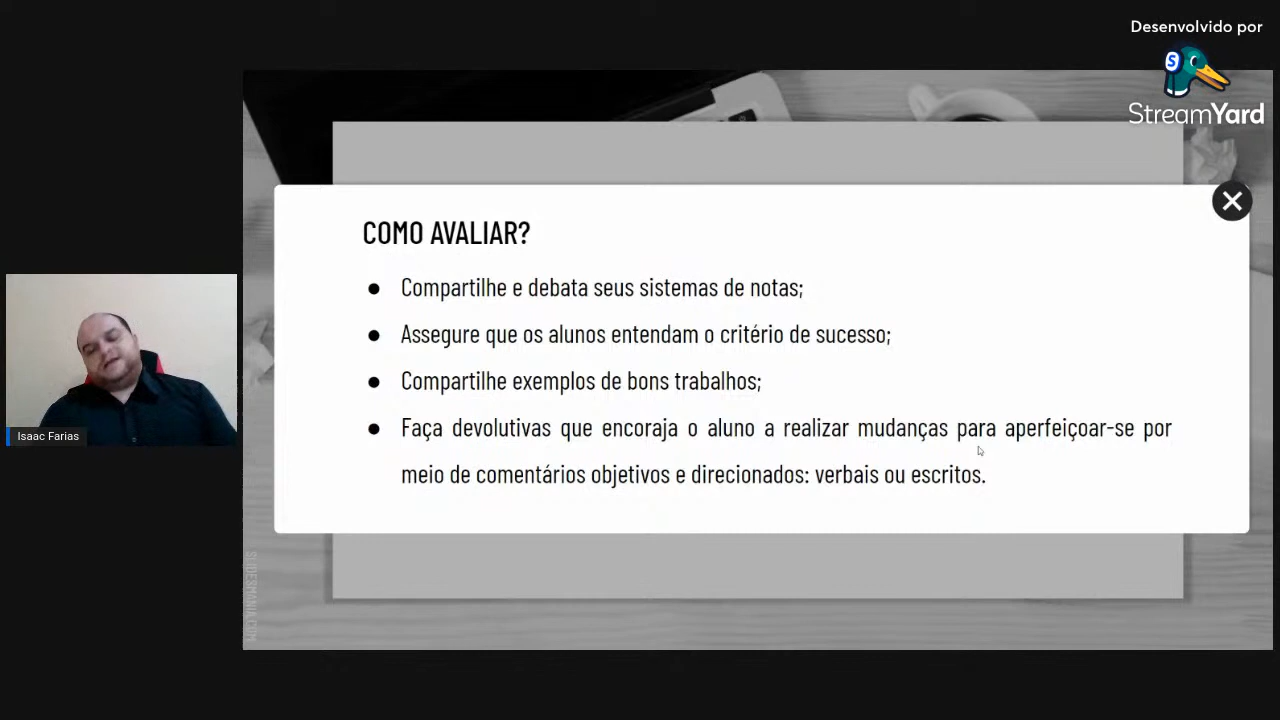 Desenvolvido por
StreamYard
COMO AVALIAR?
● Compartilhe e debata seus sistemas de notas;
● Assegure que os alunos entendam o critério de sucesso;
● Compartilhe exemplos de bons trabalhos;
● Faça devolutivas que encoraja o aluno a realizar mudanças para aperfeiçoar-se por
meio de comentários objetivos e direcionados: verbais ou escritos.
Isaac Farias
SLIDESMANIA.COM